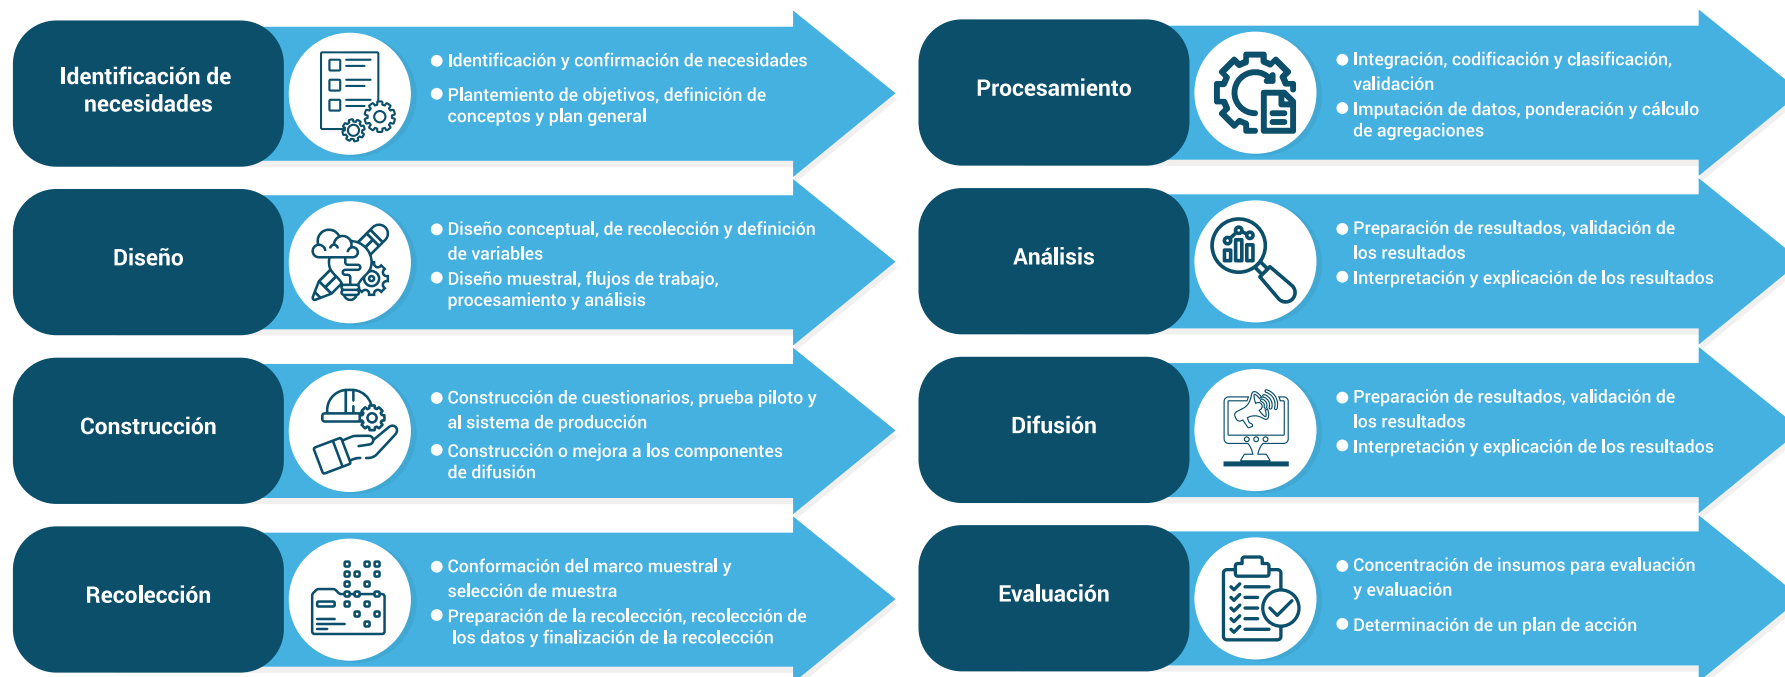 Identificación de
necesidades
● Identificación y confirmación de necesidades
● Plantemiento de objetivos, definición de
conceptos y plan general
Diseño
● Diseño conceptual, de recolección y definición
de variables
● Diseño muestral, flujos de trabajo,
procesamiento y análisis
Construcción
● Construcción de cuestionarios, prueba piloto y
al sistema de producción
● Construcción o mejora a los componentes
de difusión
Recolección
● Conformación del marco muestral y
selección de muestra
● Preparación de la recolección, recolección de
los datos y finalización de la recolección
Procesamiento
● Integración, codificación y clasificación,
validación
● Imputación de datos, ponderación y cálculo
de agregaciones
Análisis
● Preparación de resultados, validación de
los resultados
● Interpretación y explicación de los resultados
Difusión
● Preparación de resultados, validación de
los resultados
● Interpretación y explicación de los resultados
Evaluación
● Concentración de insumos para evaluación
y evaluación
● Determinación de un plan de acción